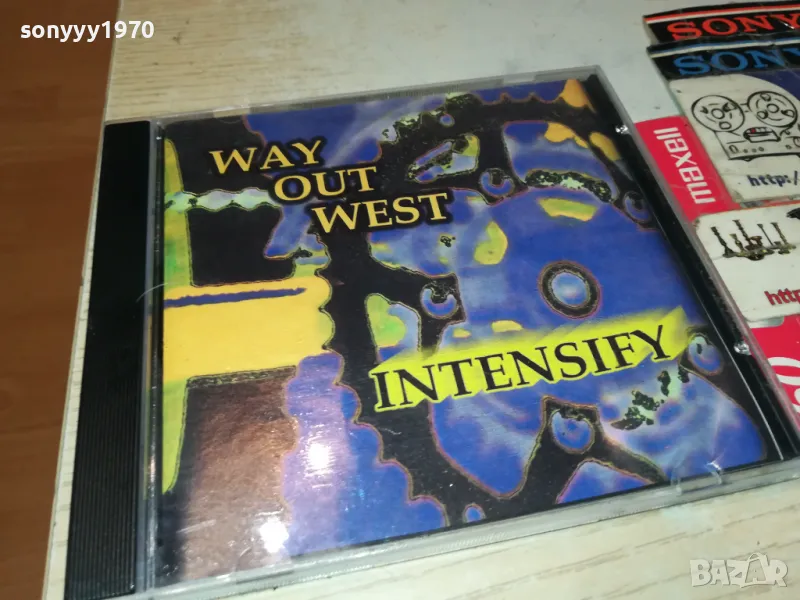 sonyyy1970
WAY
OUT
WEST
INTENSIFY
SONY
SONY
maxell
http:/
http
BAZAR